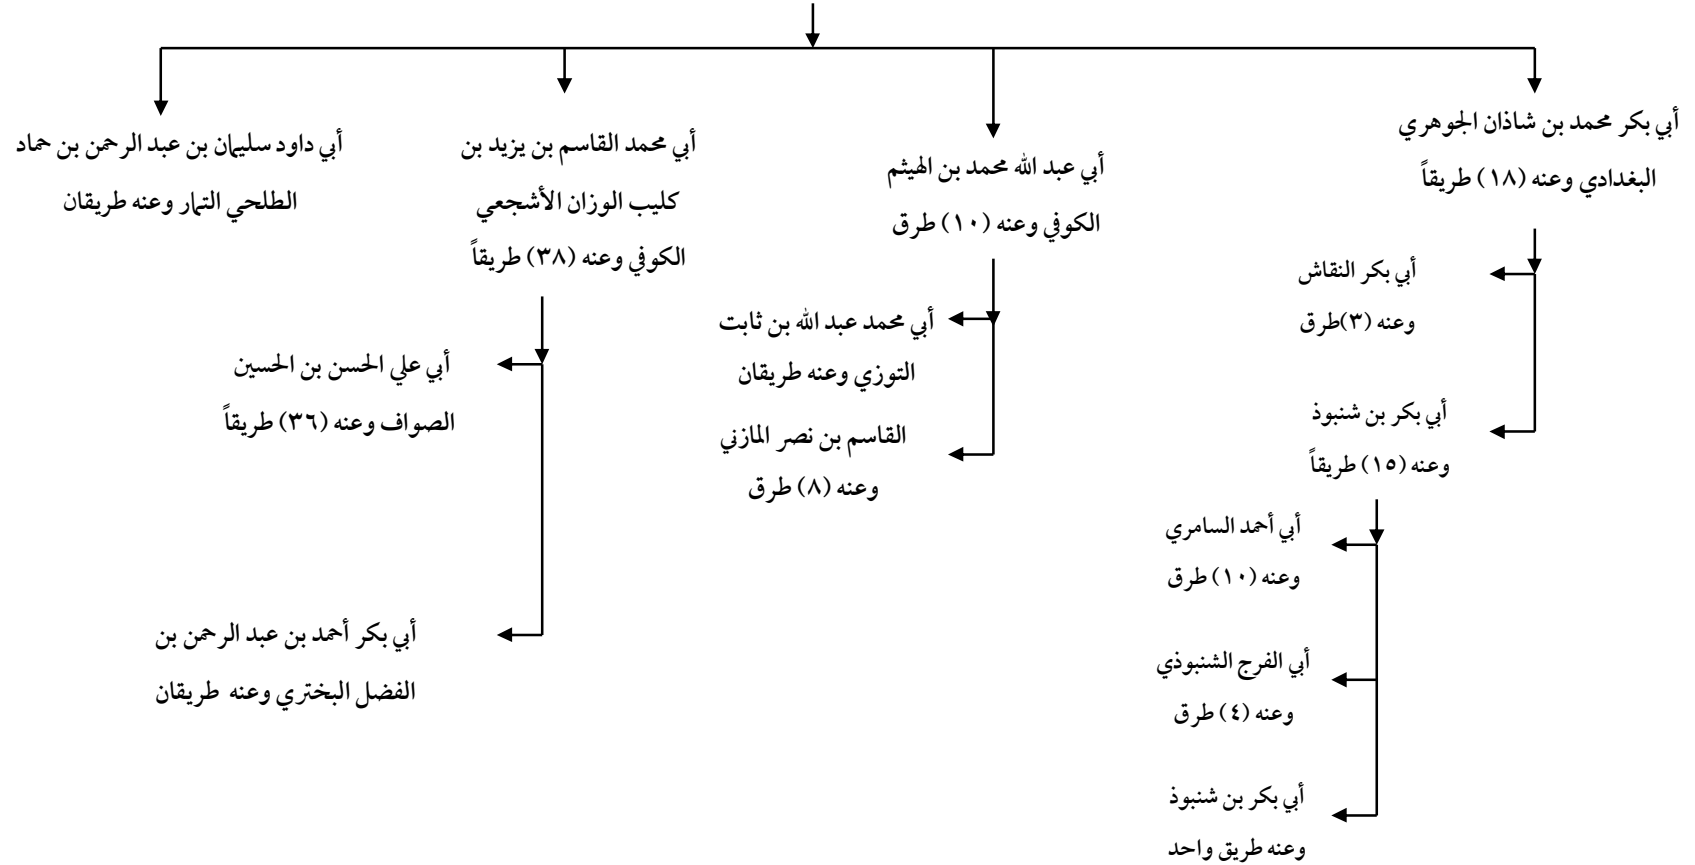 أبي بكر محمد بن شاذان الجوهري
البغدادي وعنه (١٨) طريقاً
أبي بكر النقاش
وعنه (٣)طرق
أبي بكر بن شنبوذ
وعنه (١٥) طريقاً
أبي أحمد السامري
وعنه (١٠) طرق
أبي الفرج الشنبوذي
وعنه (٤) طرق
أبي بكر بن شنبوذ
وعنه طريق واحد
أبي عبد الله محمد بن الهيثم
الكوفي وعنه (١٠) طرق
أبي محمد عبد الله بن ثابت
التوزي وعنه طريقان
القاسم بن نصر المازني
وعنه (٨) طرق
أبي محمد القاسم بن يزيد بن
كليب الوزان الأشجعي
الكوفي وعنه (٣٨) طريقاً
أبي علي الحسن بن الحسين
الصواف وعنه (٣٦) طريقاً
أبي بكر أحمد بن عبد الرحمن بن
الفضل البختري وعنه طريقان
أبي داود سليمان بن عبد الرحمن بن حماد
الطلحي التمار وعنه طريقان